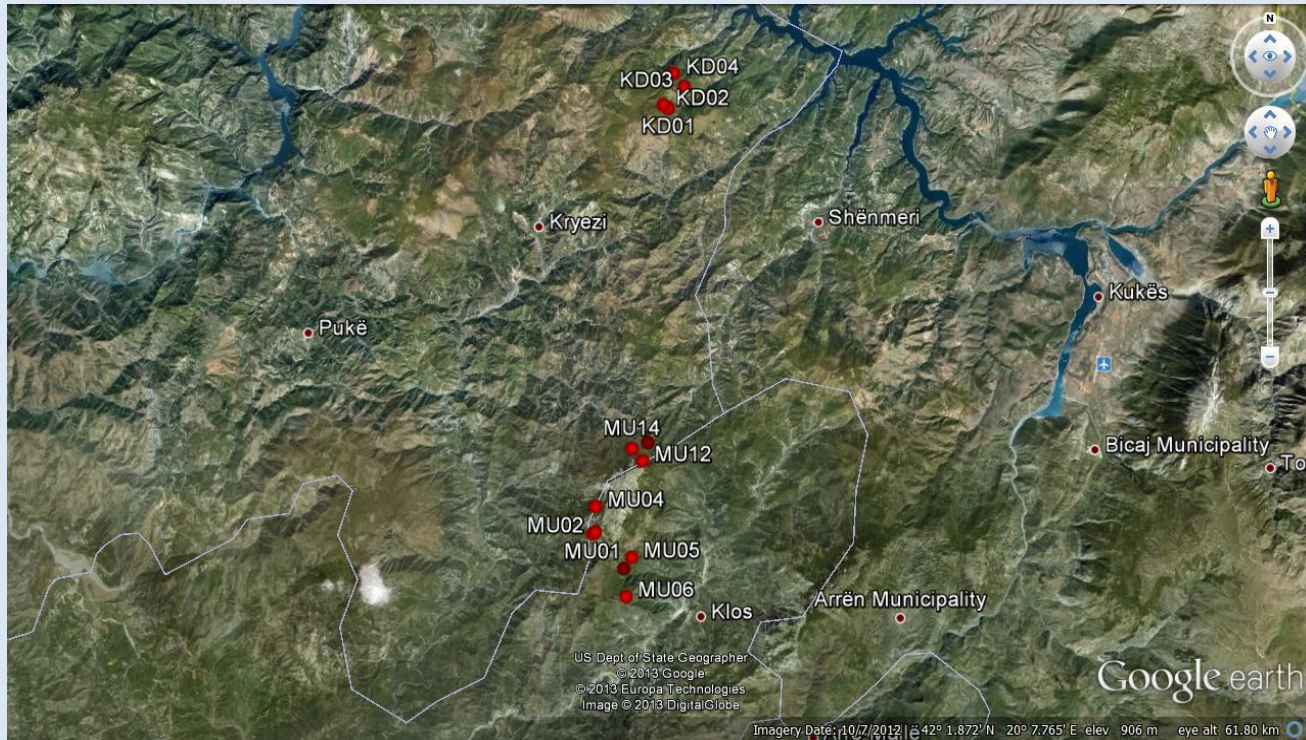 N
KD04
KD03
KD02
KD01
Kryezi
Shënmeri
Kukës
Pukë
MU14
MU12
Bicaj Municipality
To
MU04
MU02
MU01
MU05
MU06
Klos
Arrën Municipality
US Dept of State Geographer
© 2013 Google
© 2013 Europa Technologies
Image © 2013 DigitalGlobe
Google earth
Imagery Date: 10/7/2012 42° 1.872' N 20° 7.765' E elev 906 m eye alt 61.80 km